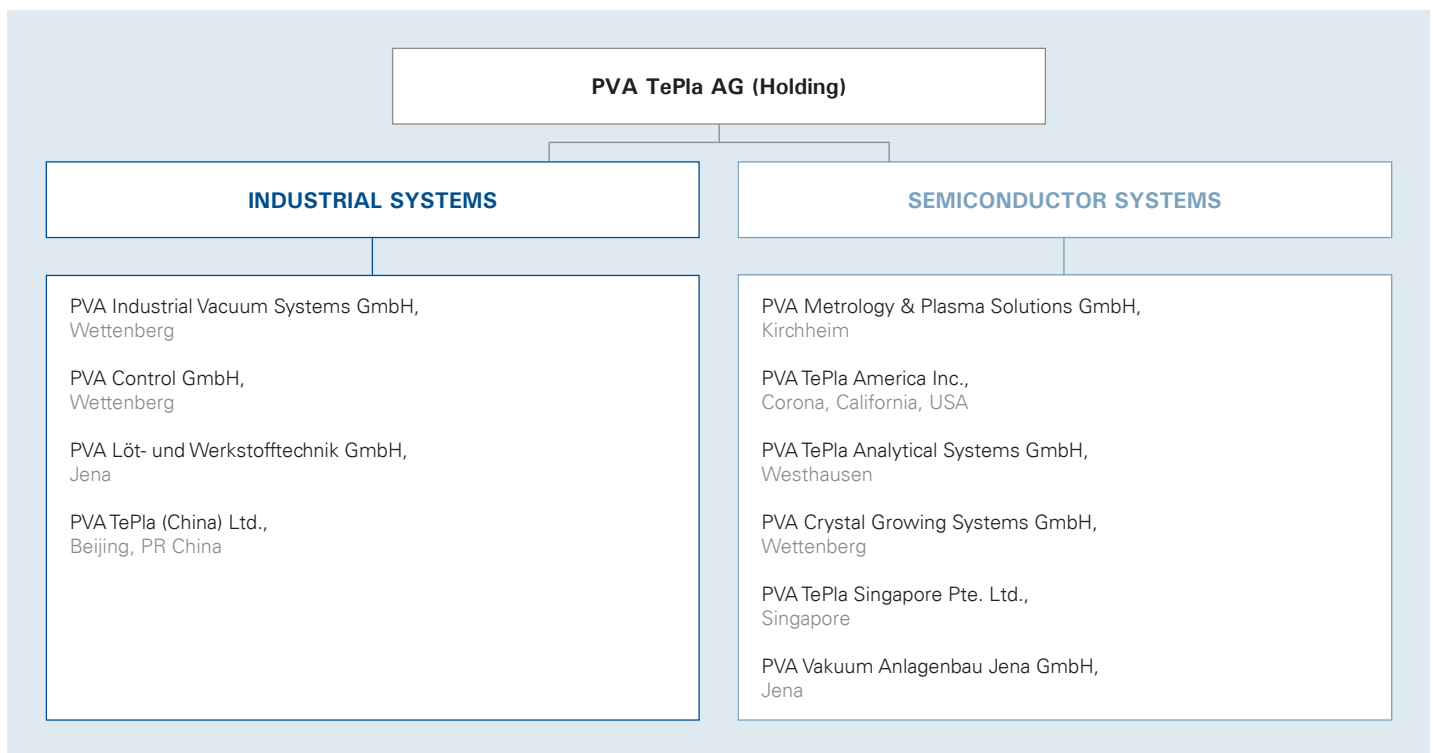 PVA TePla AG (Holding)
INDUSTRIAL SYSTEMS
PVA Industrial Vacuum Systems GmbH,
Wettenberg
PVA Control GmbH,
Wettenberg
PVA Löt- und Werkstofftechnik GmbH,
Jena
PVA TePla (China) Ltd.,
Beijing, PR China
SEMICONDUCTOR SYSTEMS
PVA Metrology & Plasma Solutions GmbH,
Kirchheim
PVA TePla America Inc.,
Corona, California, USA
PVA TePla Analytical Systems GmbH,
Westhausen
PVA Crystal Growing Systems GmbH,
Wettenberg
PVA TePla Singapore Pte. Ltd.,
Singapore
PVA Vakuum Anlagenbau Jena GmbH,
Jena